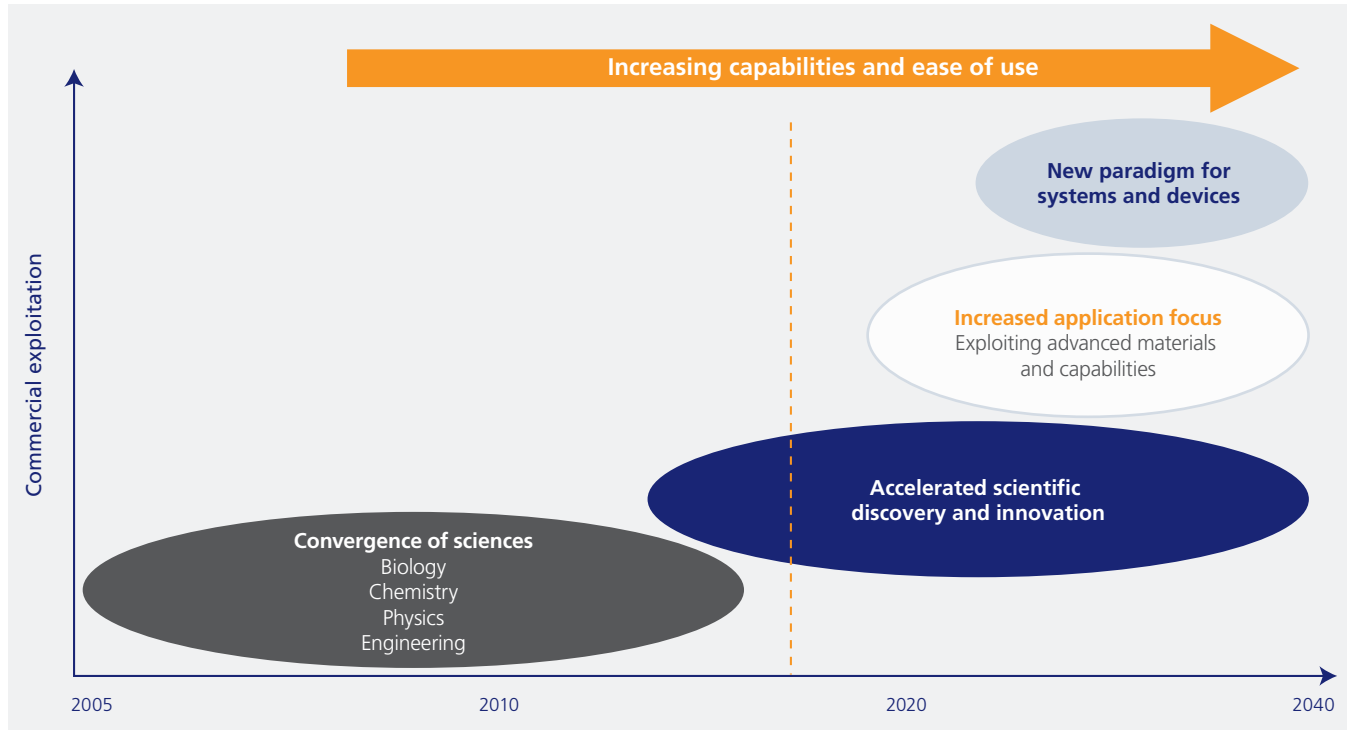 Increasing capabilities and ease of use
New paradigm for
systems and devices
Commercial exploitation
Increased application focus
Exploiting advanced materials
and capabilities
Accelerated scientific
discovery and innovation
Convergence of sciences
Biology
Chemistry
Physics
Engineering
2005
2010
2020
2040